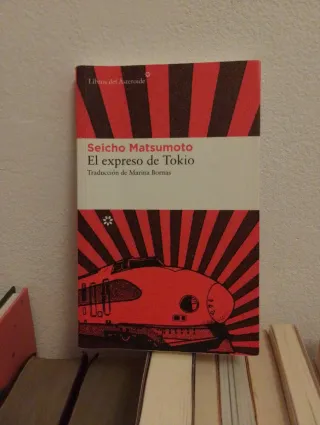 Libros del Asteroide
Seicho Matsumoto
El expreso de Tokio
Traducción de Marina Bornas